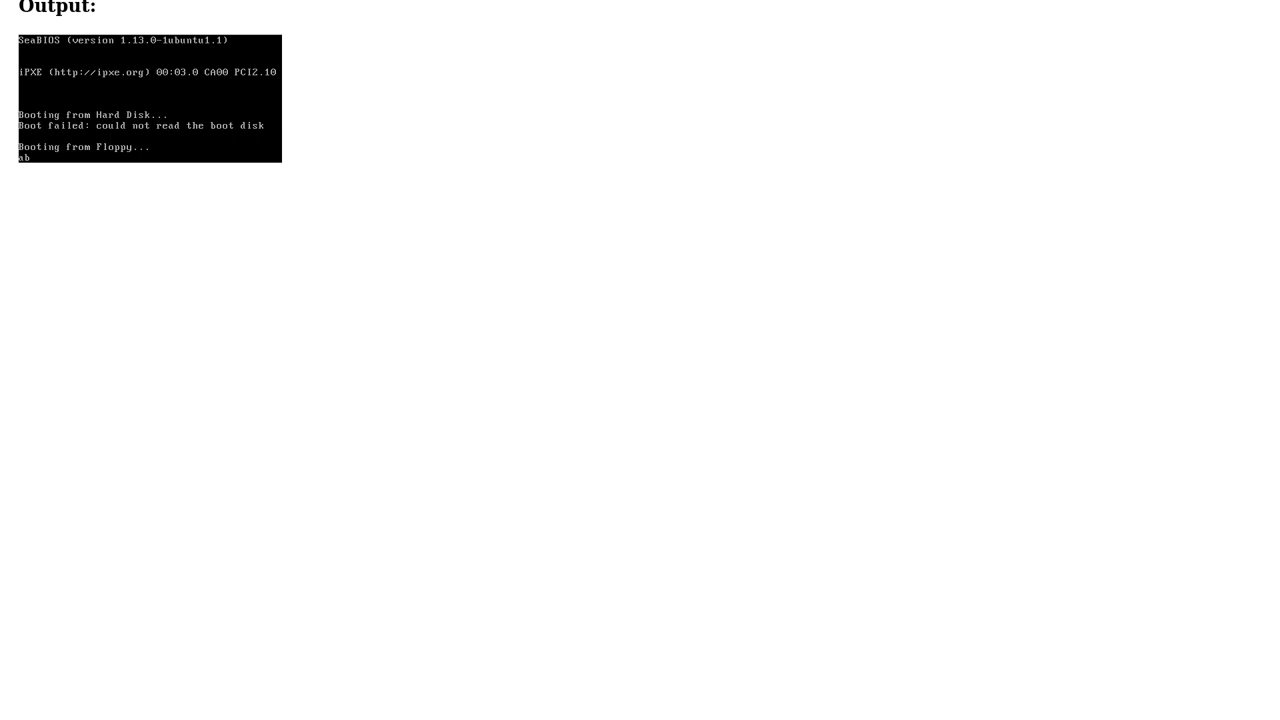 Output:
SeaBIOS (version 1.13.0-1ubuntu1.1)
iPXE (http://ipxe.org) 00:03.0 CA00 PCI2.10
Booting from Hard Disk...
Boot failed: could not read the boot disk
Booting from Floppy...
ab